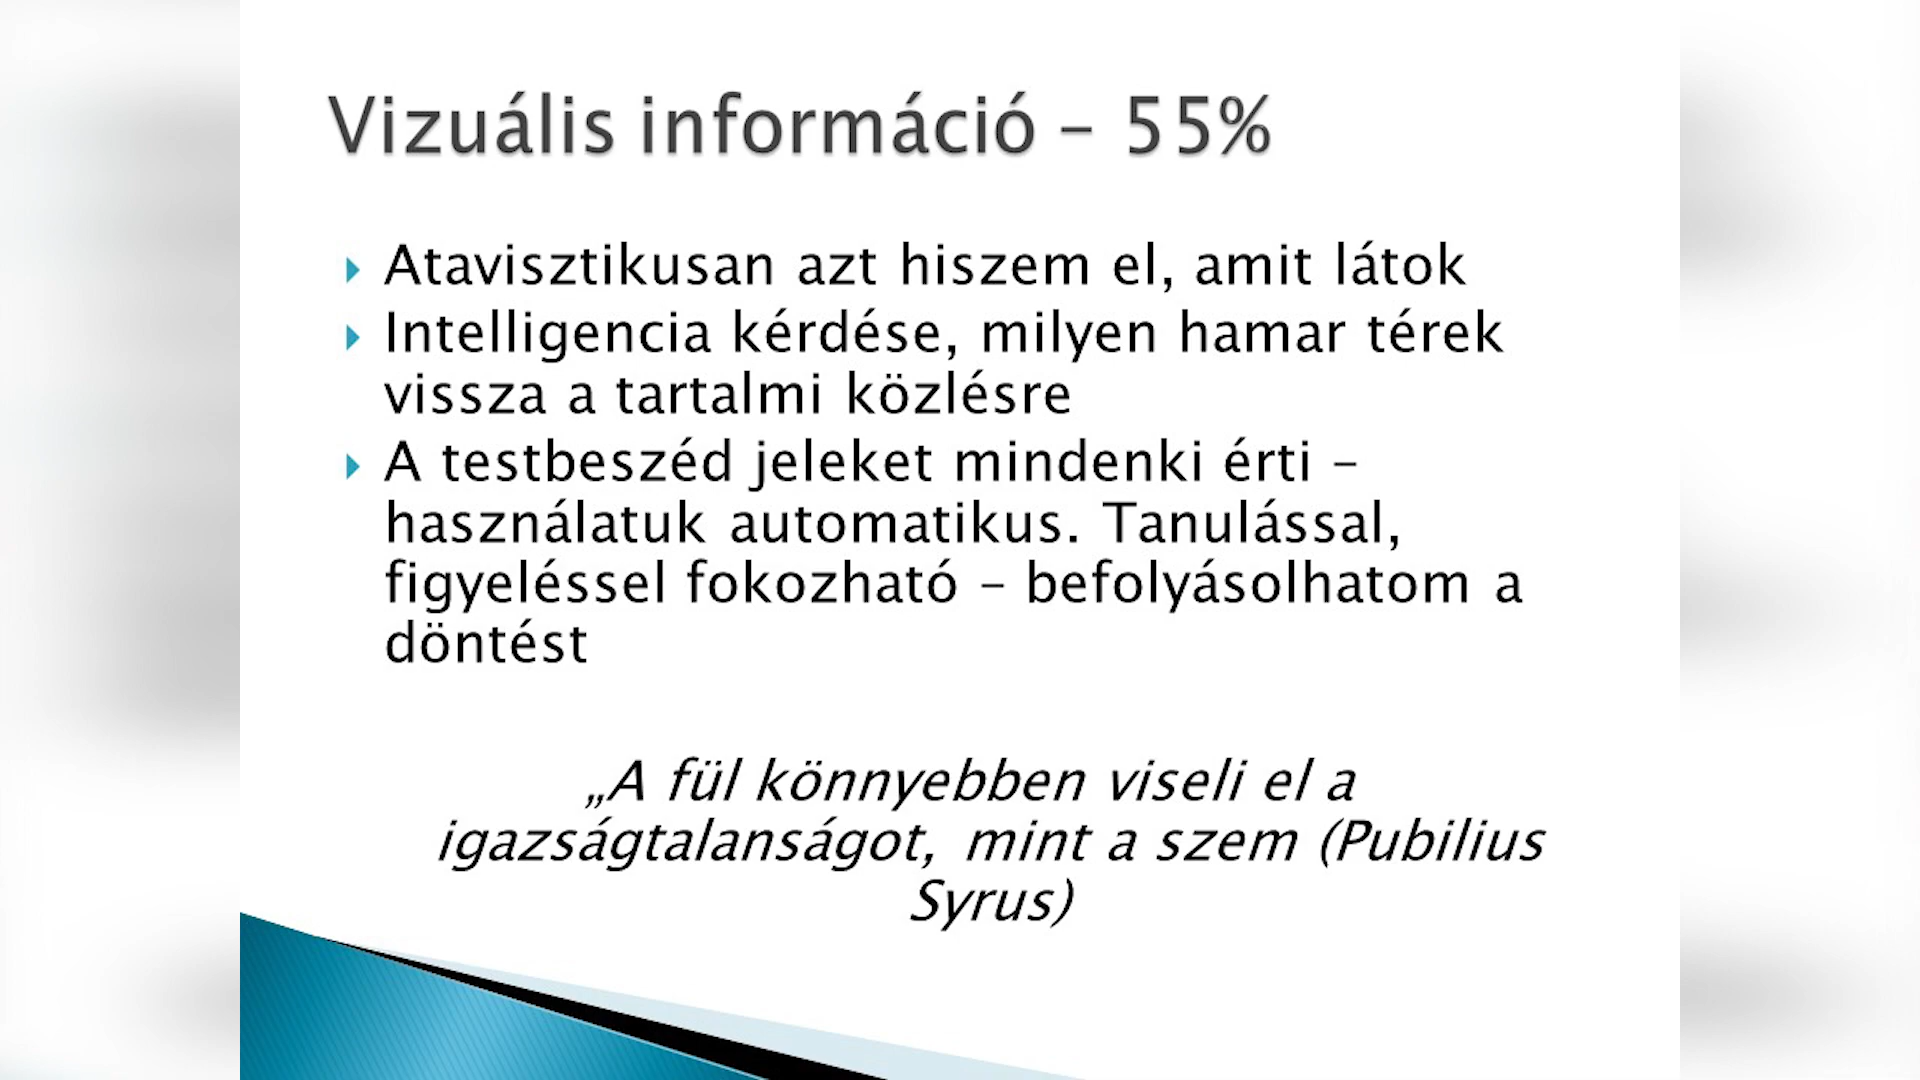 Vizuális információ – 55%
Atavisztikusan azt hiszem el, amit látok
Intelligencia kérdése, milyen hamar térek
vissza a tartalmi közlésre
A testbeszéd jeleket mindenki érti –
használatuk automatikus. Tanulással,
figyeléssel fokozható – befolyásolhatom a
döntést
„A fül könnyebben viseli el a
igazságtalanságot, mint a szem (Pubilius
Syrus)